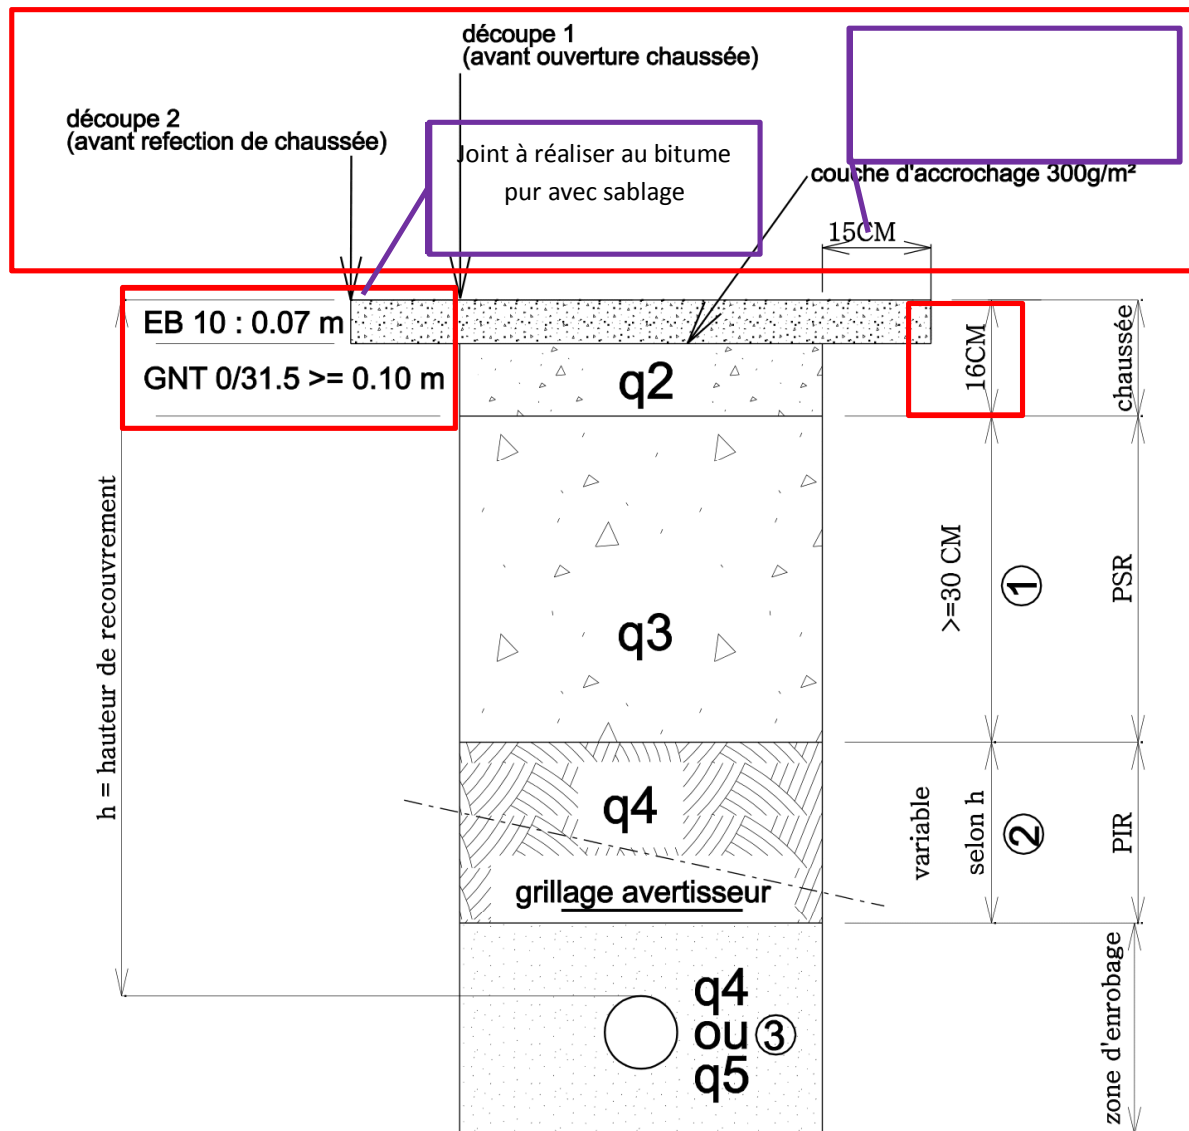 découpe 1
(avant ouverture chaussée)
découpe 2
(avant refection de chaussée)
Joint à réaliser au bitume
pur avec sablage
couche d'accrochage 300g/m²
15CM
EB 10 : 0.07 m
GNT 0/31.5 >= 0.10 m
q2
16CM
chaussée
h = hauteur de recouvrement
q3
>=30 CM
1
PSR
q4
variable
selon h
2
PIR
grillage avertisseur
q4
ou 3
q5
zone d'enrobage